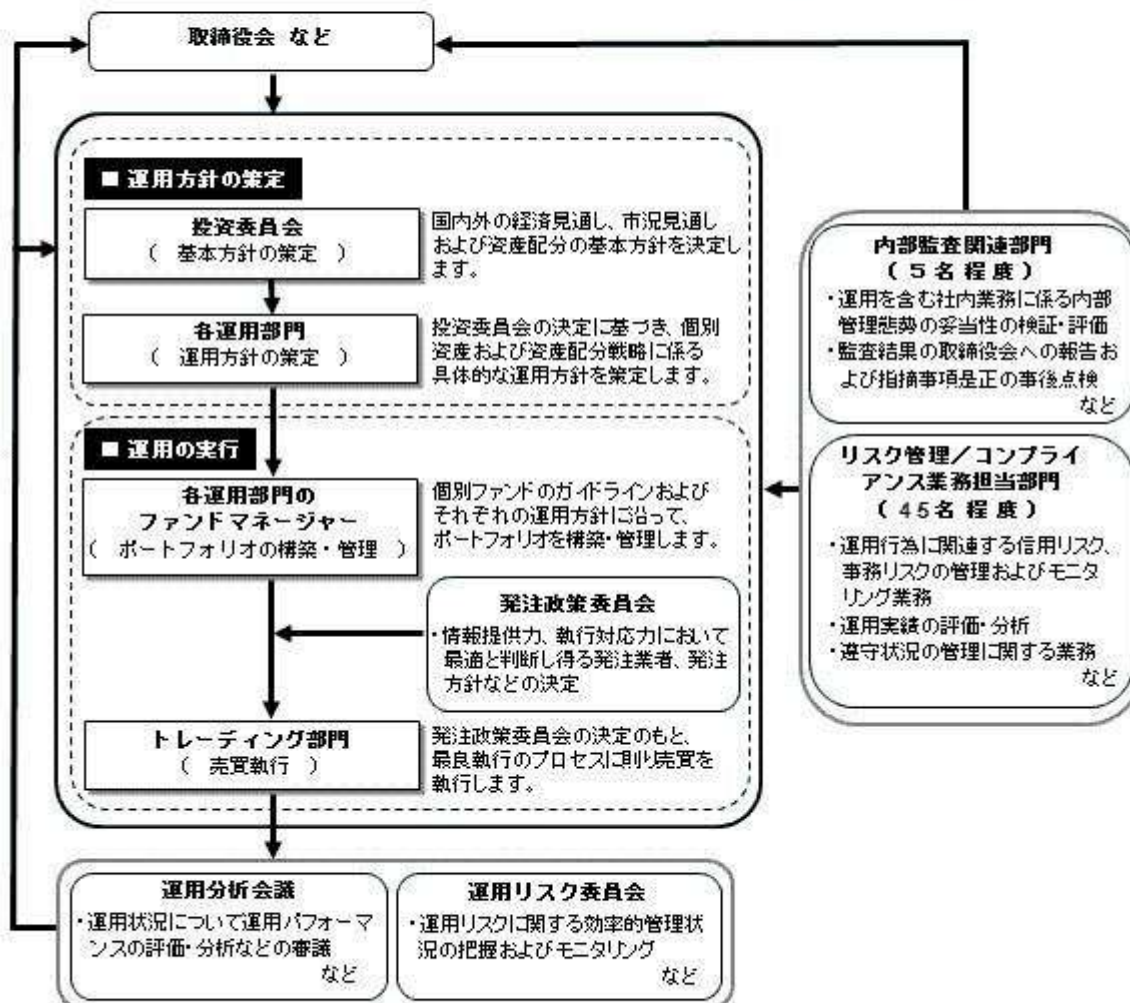 取締役会 など
■ 運用方針の策定
投資委員会
( 基本方針の策定 )
国内外の経済見通し、市況見通し
および資産配分の基本方針を決定し
ます。
各運用部門
( 運用方針の策定 )
投資委員会の決定に基づき、個別
資産および資産配分戦略に係る
具体的な運用方針を策定します。
■ 運用の実行
各運用部門の
ファンドマネージャー
( ポートフォリオの構築・管理 )
個別ファンドのガイドラインおよび
それぞれの運用方針に沿って、
ポートフォリオを構築・管理します。
発注政策委員会
・情報提供力、執行対応力において
最適と判断し得る発注業者、発注
方針などの決定
トレーディング部門
( 売買執行 )
発注政策委員会の決定のもと、
最良執行のプロセスに則り売買を
執行します。
運用分析会議
・運用状況について運用パフォーマ
ンスの評価・分析などの審議
など
運用リスク委員会
・運用リスクに関する効率的管理状
況の把握およびモニタリング
など
内部監査関連部門
( 5名程度 )
・運用を含む社内業務に係る内部
管理態勢の妥当性の検証・評価
・監査結果の取締役会への報告お
よび指摘事項是正の事後点検
など
リスク管理/コンプライ
アンス業務担当部門
( 45名程度 )
・運用行為に関連する信用リスク、
事務リスクの管理およびモニタ
リング業務
・運用実績の評価・分析
・遵守状況の管理に関する業務
など